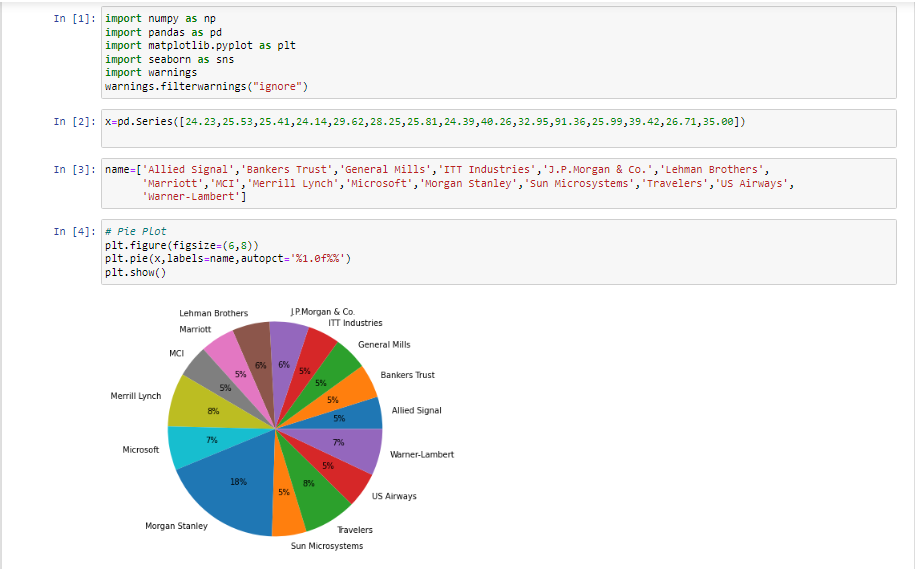 In [1]: import numpy as np
import pandas as pd
import matplotlib.pyplot as plt
import seaborn as sns
import warnings
warnings.filterwarnings("ignore")
In [2]: x=pd.Series([24.23,25.53,25.41,24.14,29.62,28.25,25.81,24.39,40.26,32.95,91.36,25.99,39.42,26.71,35.00])
In [3]: name=['Allied Signal','Bankers Trust','General Mills','ITT Industries','J.P.Morgan & Co.','Lehman Brothers',
'Marriott','MCI','Merrill Lynch','Microsoft','Morgan Stanley','Sun Microsystems','Travelers','US Airways',
'Warner-Lambert']
In [4]: # Pie Plot
plt.figure(figsize=(6,8))
plt.pie(x,labels=name,autopct='%1.0f%%')
plt.show()
Lehman Brothers
J.P.Morgan & Co.
ITT Industries
Marriott
General Mills
MCI
Bankers Trust
Merrill Lynch
Allied Signal
Microsoft
Warner-Lambert
US Airways
Morgan Stanley
Travelers
Sun Microsystems
6%
6%
5%
5%
5%
5%
5%
8%
5%
7%
7%
5%
18%
8%
5%